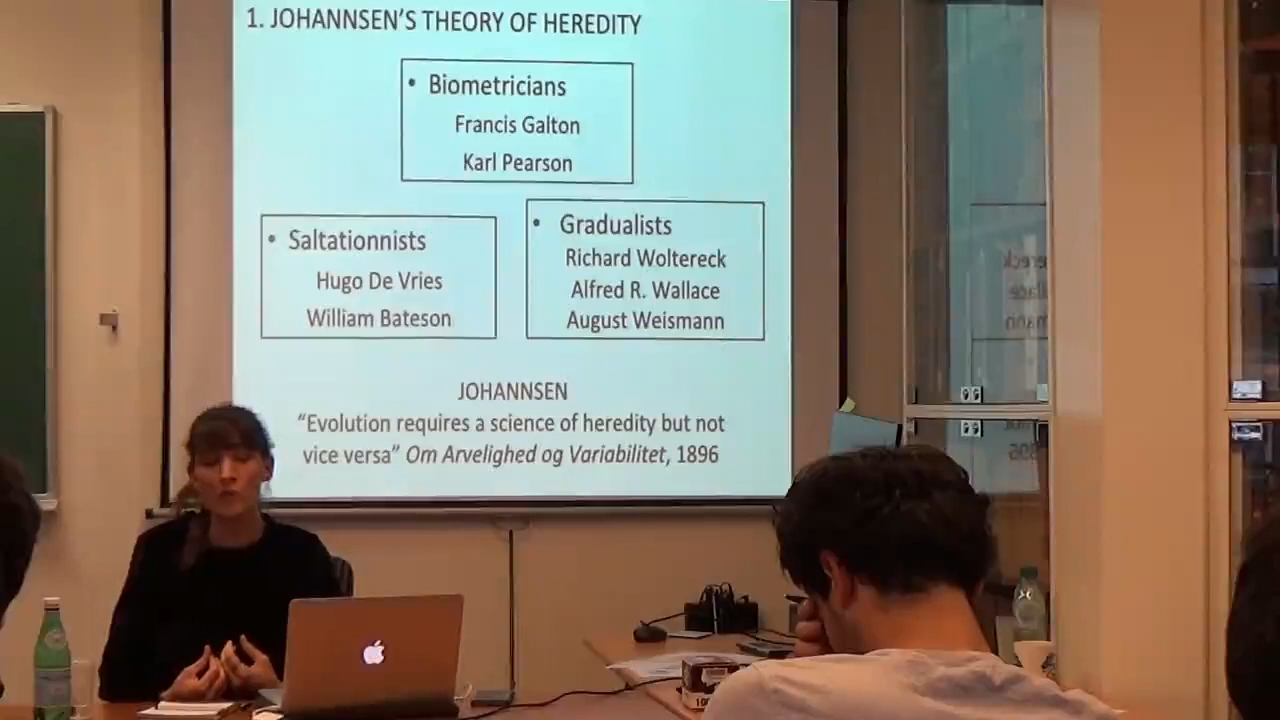 1. JOHANNSEN'S THEORY OF HEREDITY
• Biometricians
Francis Galton
Karl Pearson
• Saltationnists
Hugo De Vries
William Bateson
• Gradualists
Richard Woltereck
Alfred R. Wallace
August Weismann
JOHANNSEN
“Evolution requires a science of heredity but not
vice versa” Om Arvelighed og Variabilitet, 1896